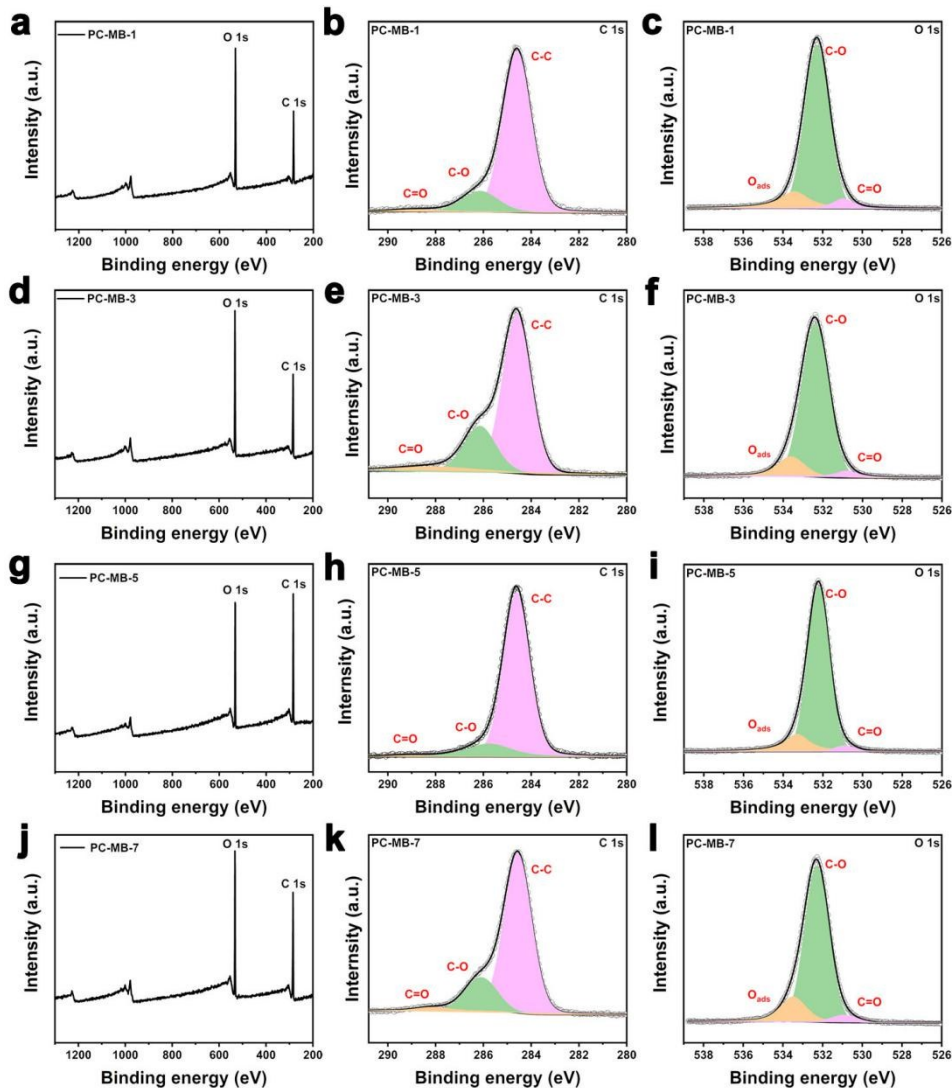 a
PC-MB-1
O 1s
C 1s
Intensity (a.u.)
1200 1000 800 600 400 200
Binding energy (eV)
b
PC-MB-1
C 1s
C-C
C-O
C=O
Intensity (a.u.)
290 288 286 284 282 280
Binding energy (eV)
c
PC-MB-1
O 1s
C-O
Oads
C=O
Intensity (a.u.)
538 536 534 532 530 528 526
Binding energy (eV)
d
PC-MB-3
O 1s
C 1s
Intensity (a.u.)
1200 1000 800 600 400 200
Binding energy (eV)
e
PC-MB-3
C 1s
C-C
C-O
C=O
Internsity (a.u.)
288 286 284 282 280
Binding energy (eV)
f
PC-MB-3
O 1s
C-O
Oads
C=O
Intensity (a.u.)
538 536 534 532 530 528 526
Binding energy (eV)
g
PC-MB-5
O 1s
C 1s
Intensity (a.u.)
1200 1000 800 600 400 200
Binding energy (eV)
h
PC-MB-5
C 1s
C-C
C-O
C=O
Internsity (a.u.)
290 288 286 284 282 280
Binding energy (eV)
i
PC-MB-5
O 1s
C-O
Oads
C=O
Intensity (a.u.)
538 536 534 532 530 528 526
Binding energy (eV)
j
PC-MB-7
O 1s
C 1s
Intensity (a.u.)
1200 1000 800 600 400 200
Binding energy (eV)
k
PC-MB-7
C 1s
C-C
C-O
C=O
Internsity (a.u.)
290 288 286 284 282 280
Binding energy (eV)
l
PC-MB-7
O 1s
C-O
Oads
C=O
Intensity (a.u.)
538 536 534 532 530 528 526
Binding energy (eV)